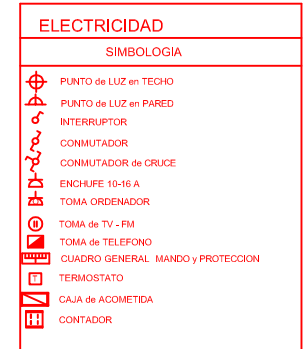 ELECTRICIDAD
SIMBOLOGIA
PUNTO de LUZ en TECHO
PUNTO de LUZ en PARED
INTERRUPTOR
CONMUTADOR
CONMUTADOR de CRUCE
ENCHUFE 10-16 A
TOMA ORDENADOR
TOMA de TV - FM
TOMA de TELEFONO
CUADRO GENERAL MANDO y PROTECCION
T TERMOSTATO
CAJA de ACOMETIDA
CONTADOR